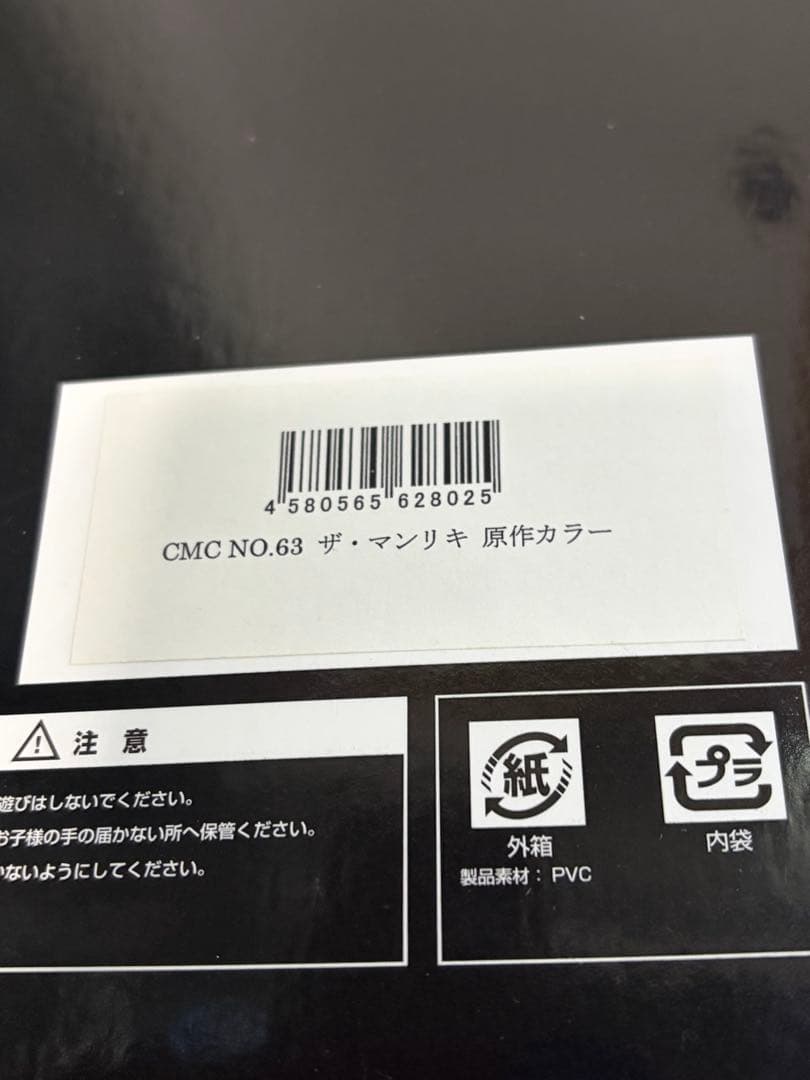 4 580565 628025
CMC NO.63 ザ・マンリキ 原作カラー
注 意
遊びはしないでください。
お子様の手の届かない所へ保管ください。
かないようにしてください。
紙
プラ
外箱
内袋
製品素材： PVC